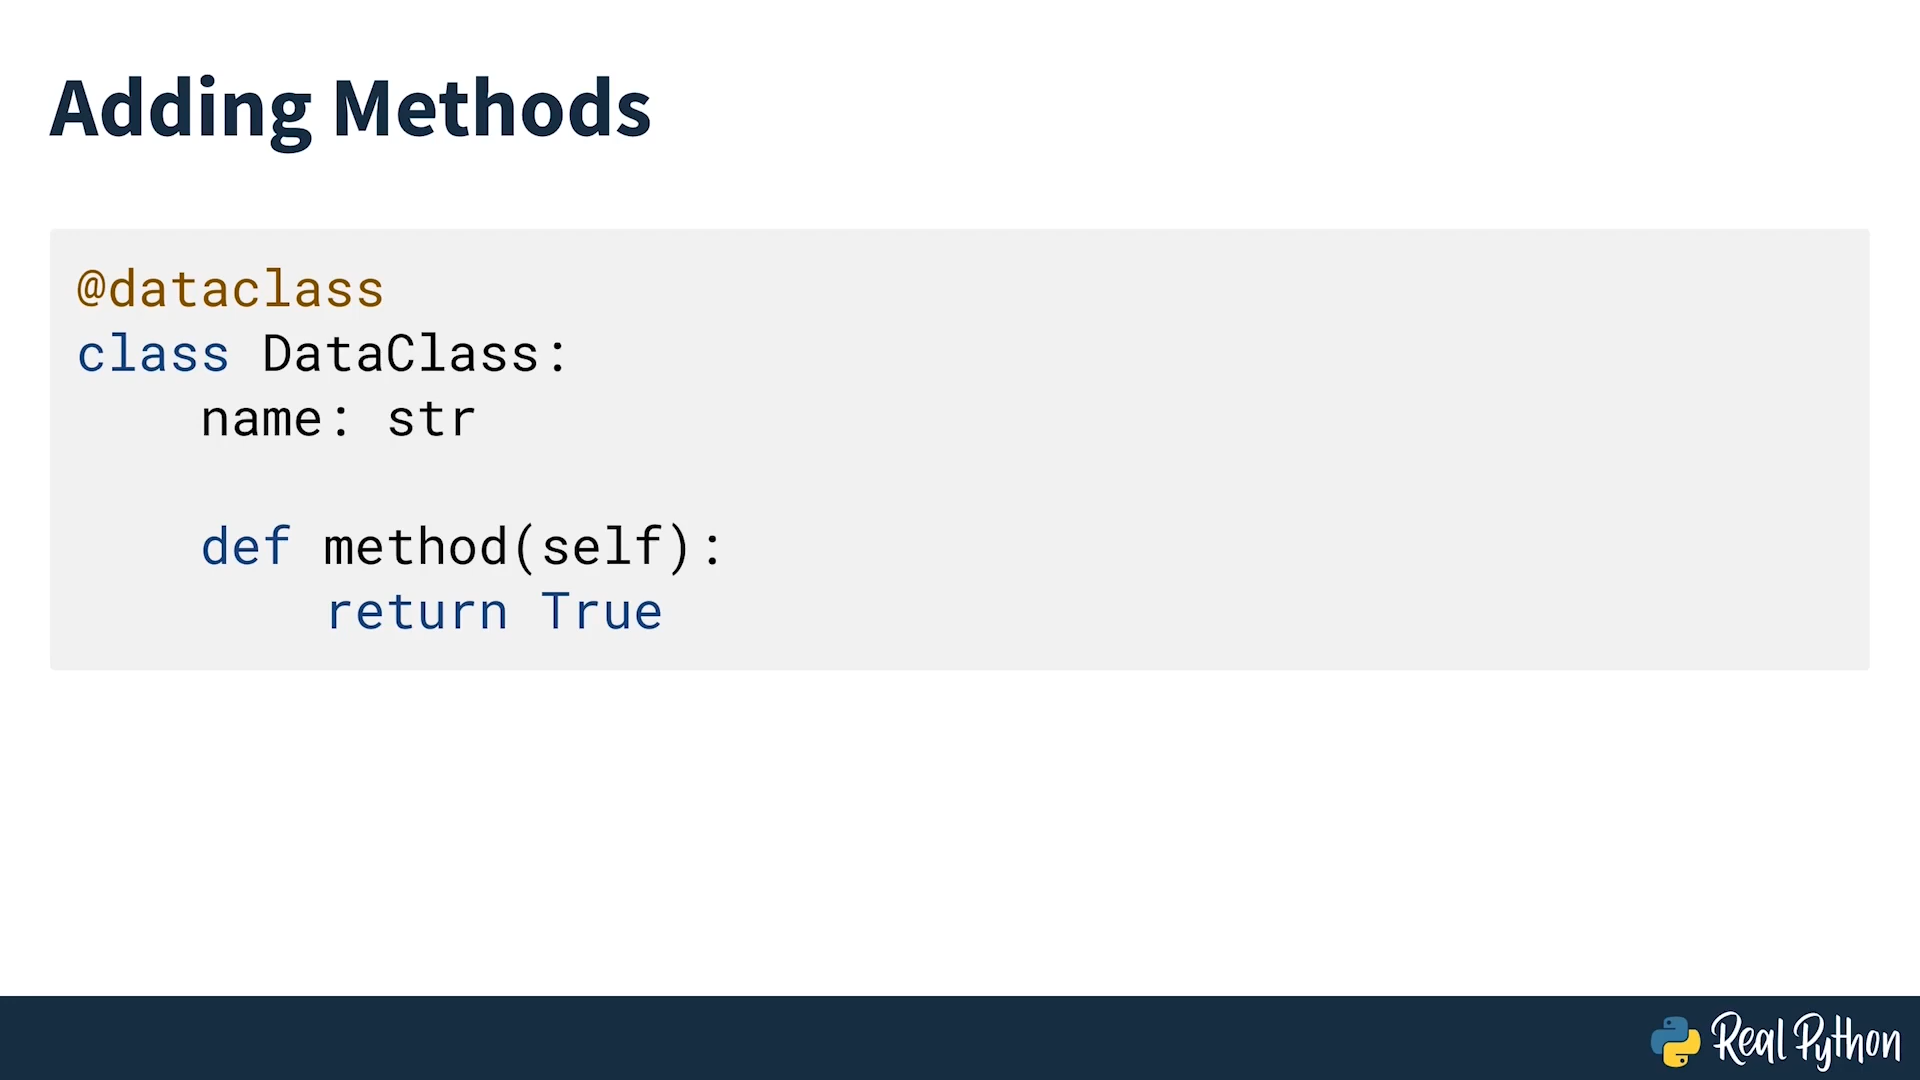 Adding Methods
@dataclass
class DataClass:
    name: str

    def method(self):
        return True
Real Python